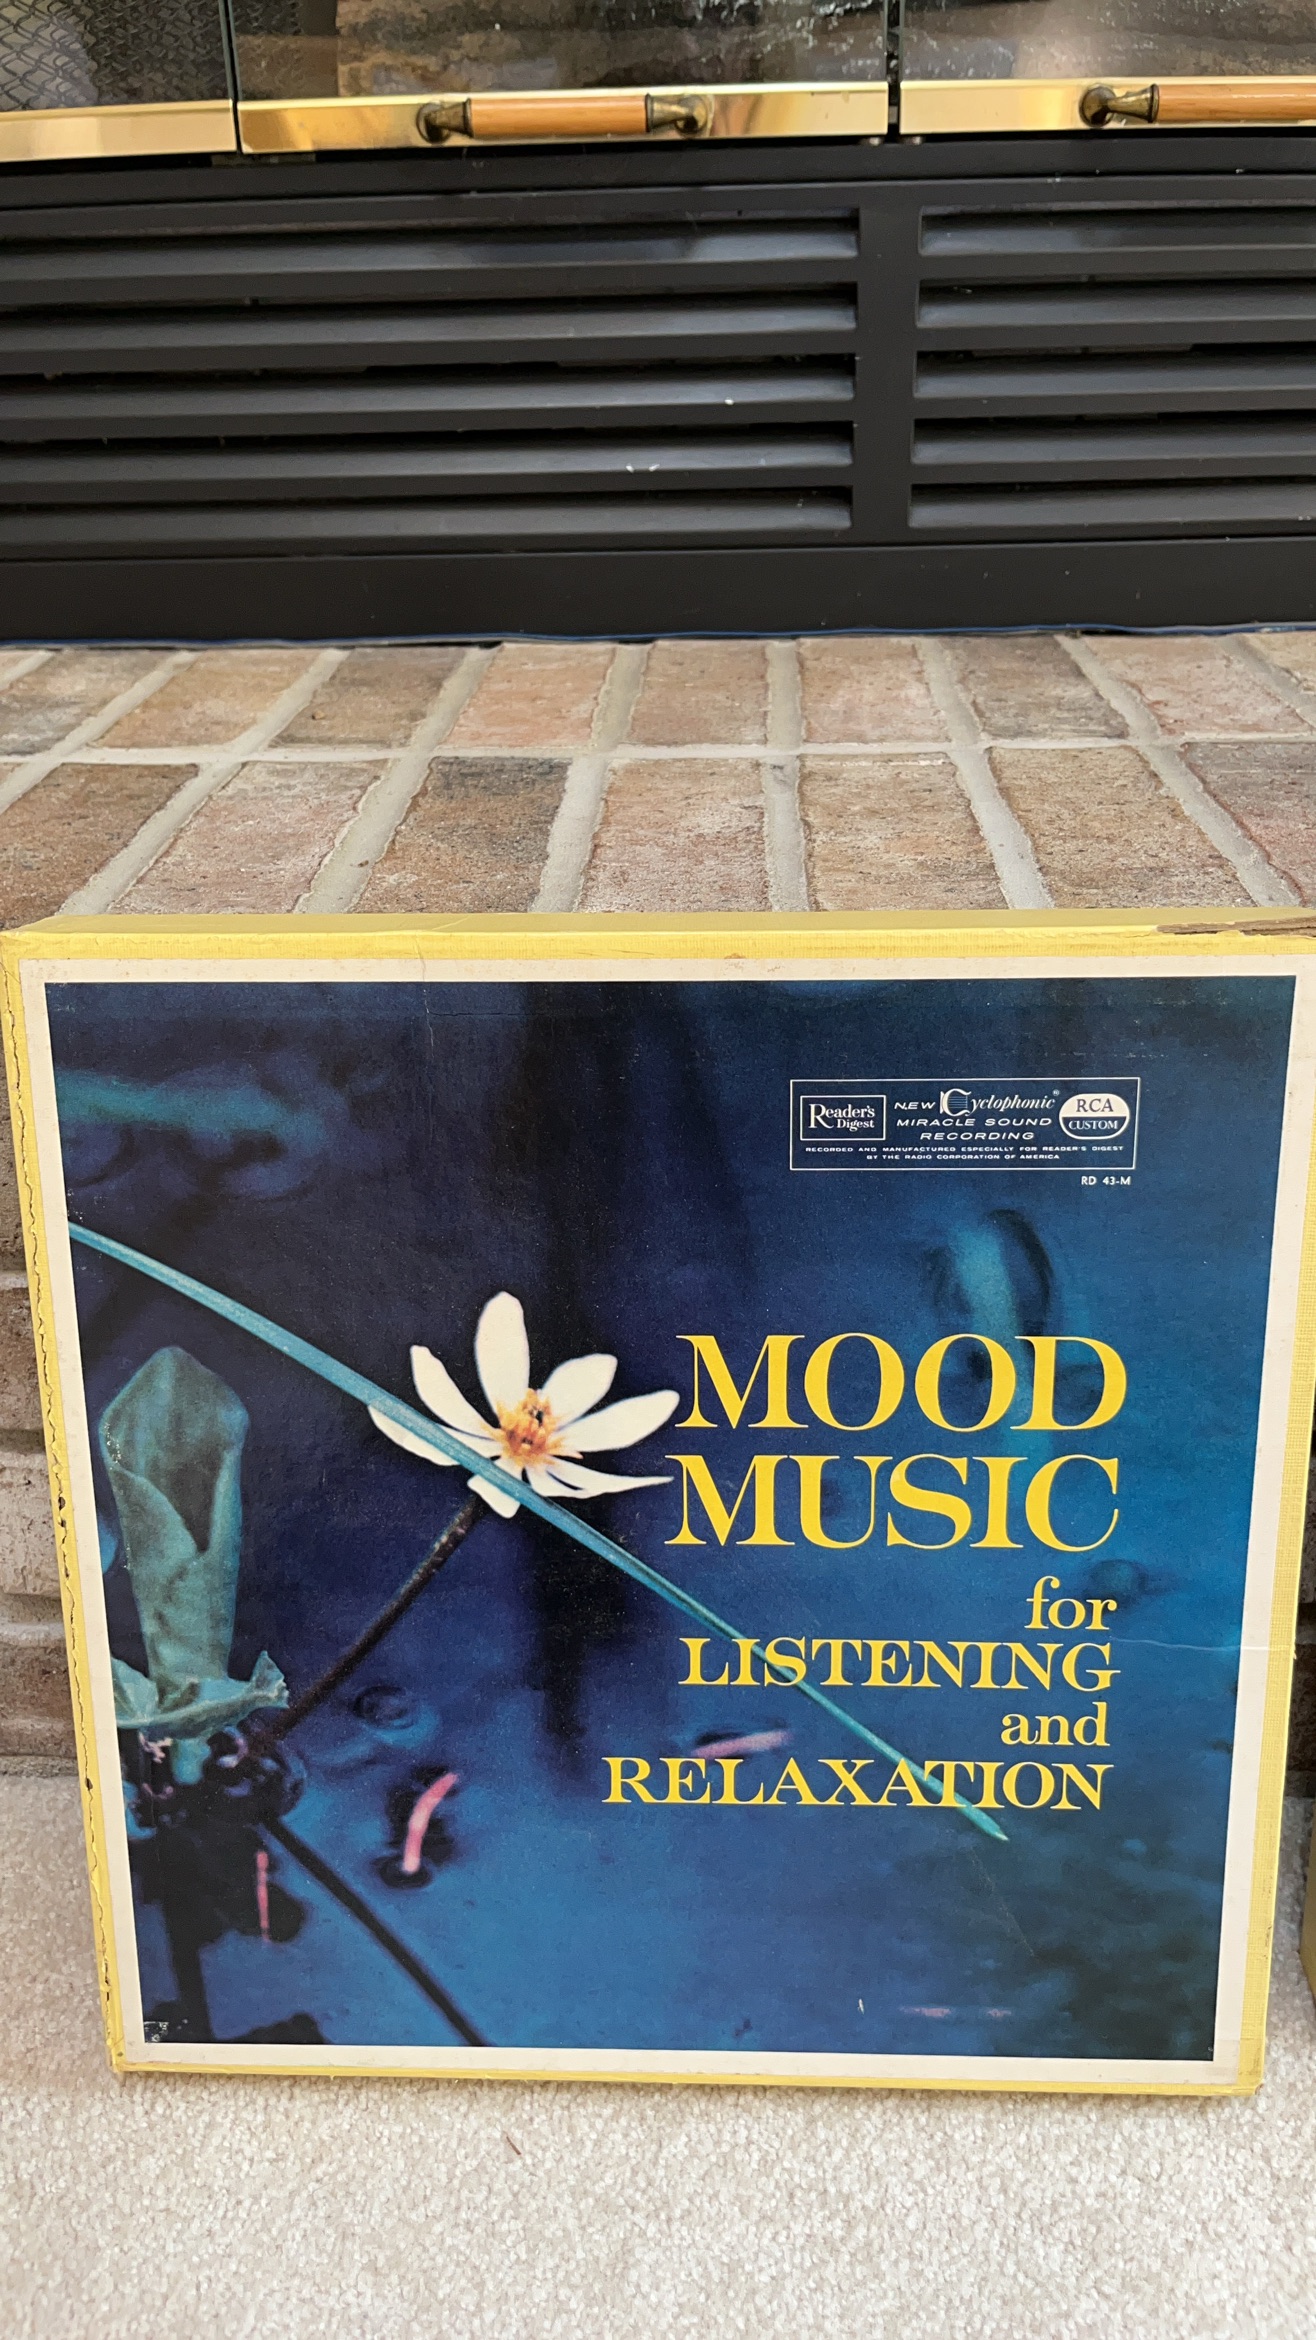 Reader's Digest
NEW Cyclophonic®
MIRACLE SOUND
RECORDING
RCA
CUSTOM
RECORDED AND MANUFACTURED ESPECIALLY FOR READER'S DIGEST
BY THE RADIO CORPORATION OF AMERICA
RD 43-M
MOOD
MUSIC
for
LISTENING
and
RELAXATION